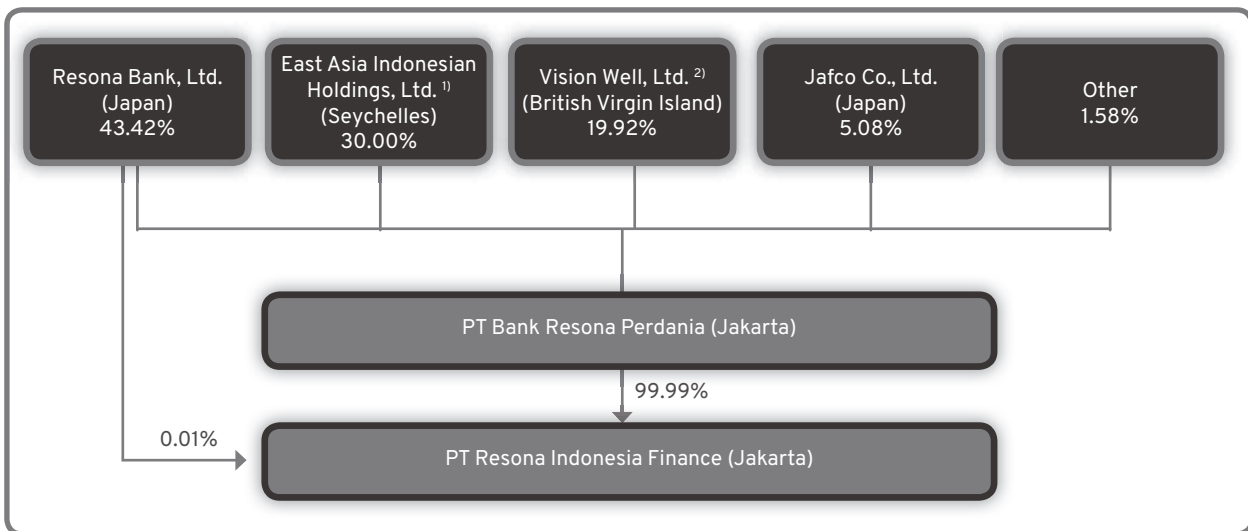 Resona Bank, Ltd.
(Japan)
43.42%
East Asia Indonesian
Holdings, Ltd. 1)
(Seychelles)
30.00%
Vision Well, Ltd. 2)
(British Virgin Island)
19.92%
Jafco Co., Ltd.
(Japan)
5.08%
Other
1.58%
PT Bank Resona Perdania (Jakarta)
99.99%
0.01%
PT Resona Indonesia Finance (Jakarta)